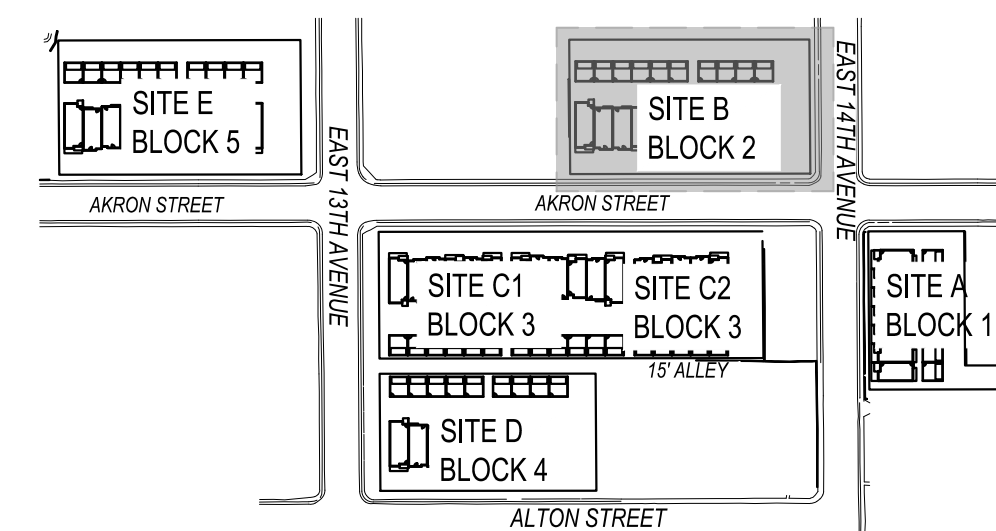 SITE E
BLOCK 5
SITE B
BLOCK 2
EAST 14TH AVENUE
EAST 13TH AVENUE
AKRON STREET
AKRON STREET
SITE C1
BLOCK 3
SITE C2
BLOCK 3
SITE A
BLOCK 1
15' ALLEY
SITE D
BLOCK 4
ALTON STREET